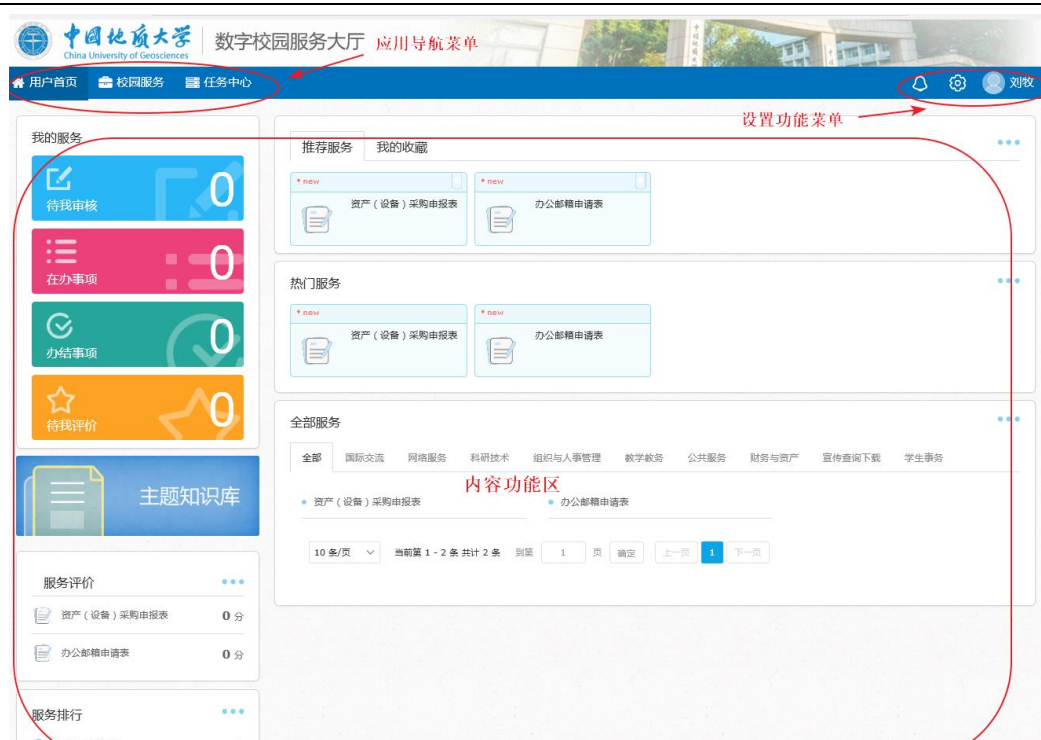 中国地质大学
China University of Geosciences
数字校园服务大厅
应用导航菜单
用户首页 校园服务 任务中心
刘牧
设置功能菜单
我的服务
待我审核
0
在办事项
0
办结事项
0
待我评价
0
主题知识库
服务评价
资产（设备）采购申报表 0 分
办公邮箱申请表 0 分
服务排行
推荐服务 我的收藏
* new * new
资产（设备）采购申报表 办公邮箱申请表
热门服务
* new * new
资产（设备）采购申报表 办公邮箱申请表
全部服务
全部 国际交流 网络服务 科研技术 组织与人事管理 教学教务 公共服务 财务与资产 宣传查询下载 学生事务
内容功能区
资产（设备）采购申报表 办公邮箱申请表
10 条/页 当前第 1 - 2 条 共计 2 条 到第 1 页 确定 上一页 1 下一页